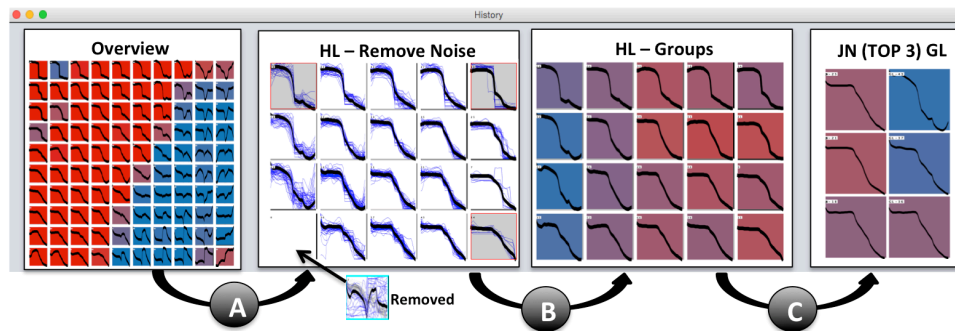 History
Overview
HL – Remove Noise
HL – Groups
JN (TOP 3) GL
A
Removed
B
C